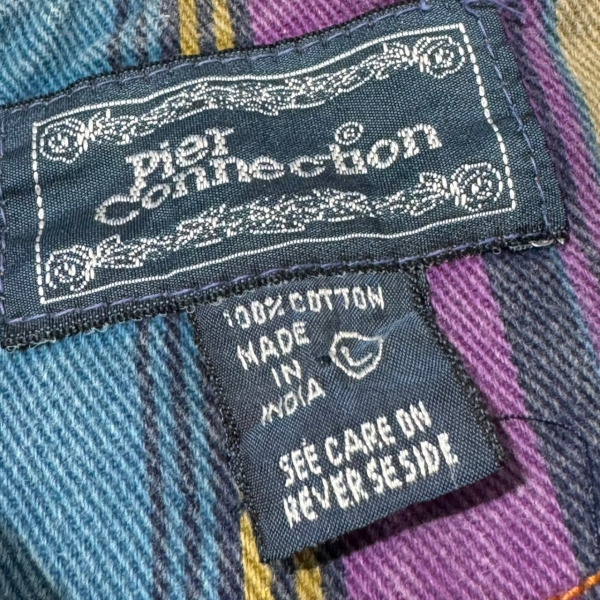 pier
connection
100% COTTON
MADE
IN
INDIA
L
SEE CARE ON
REVERSE SIDE